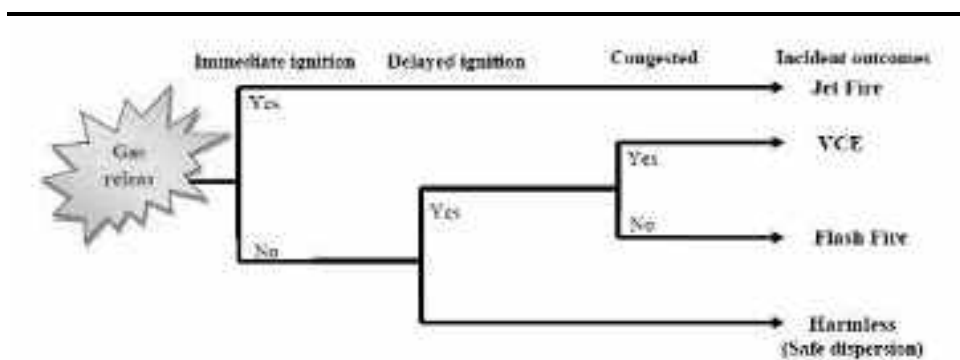 Immediate ignition Delayed ignition Congested Incident outcomes
Yes Jet Fire
Gas
releas
Yes VCE
Yes
No Flash Fire
No
Harmless
(Safe dispersion)